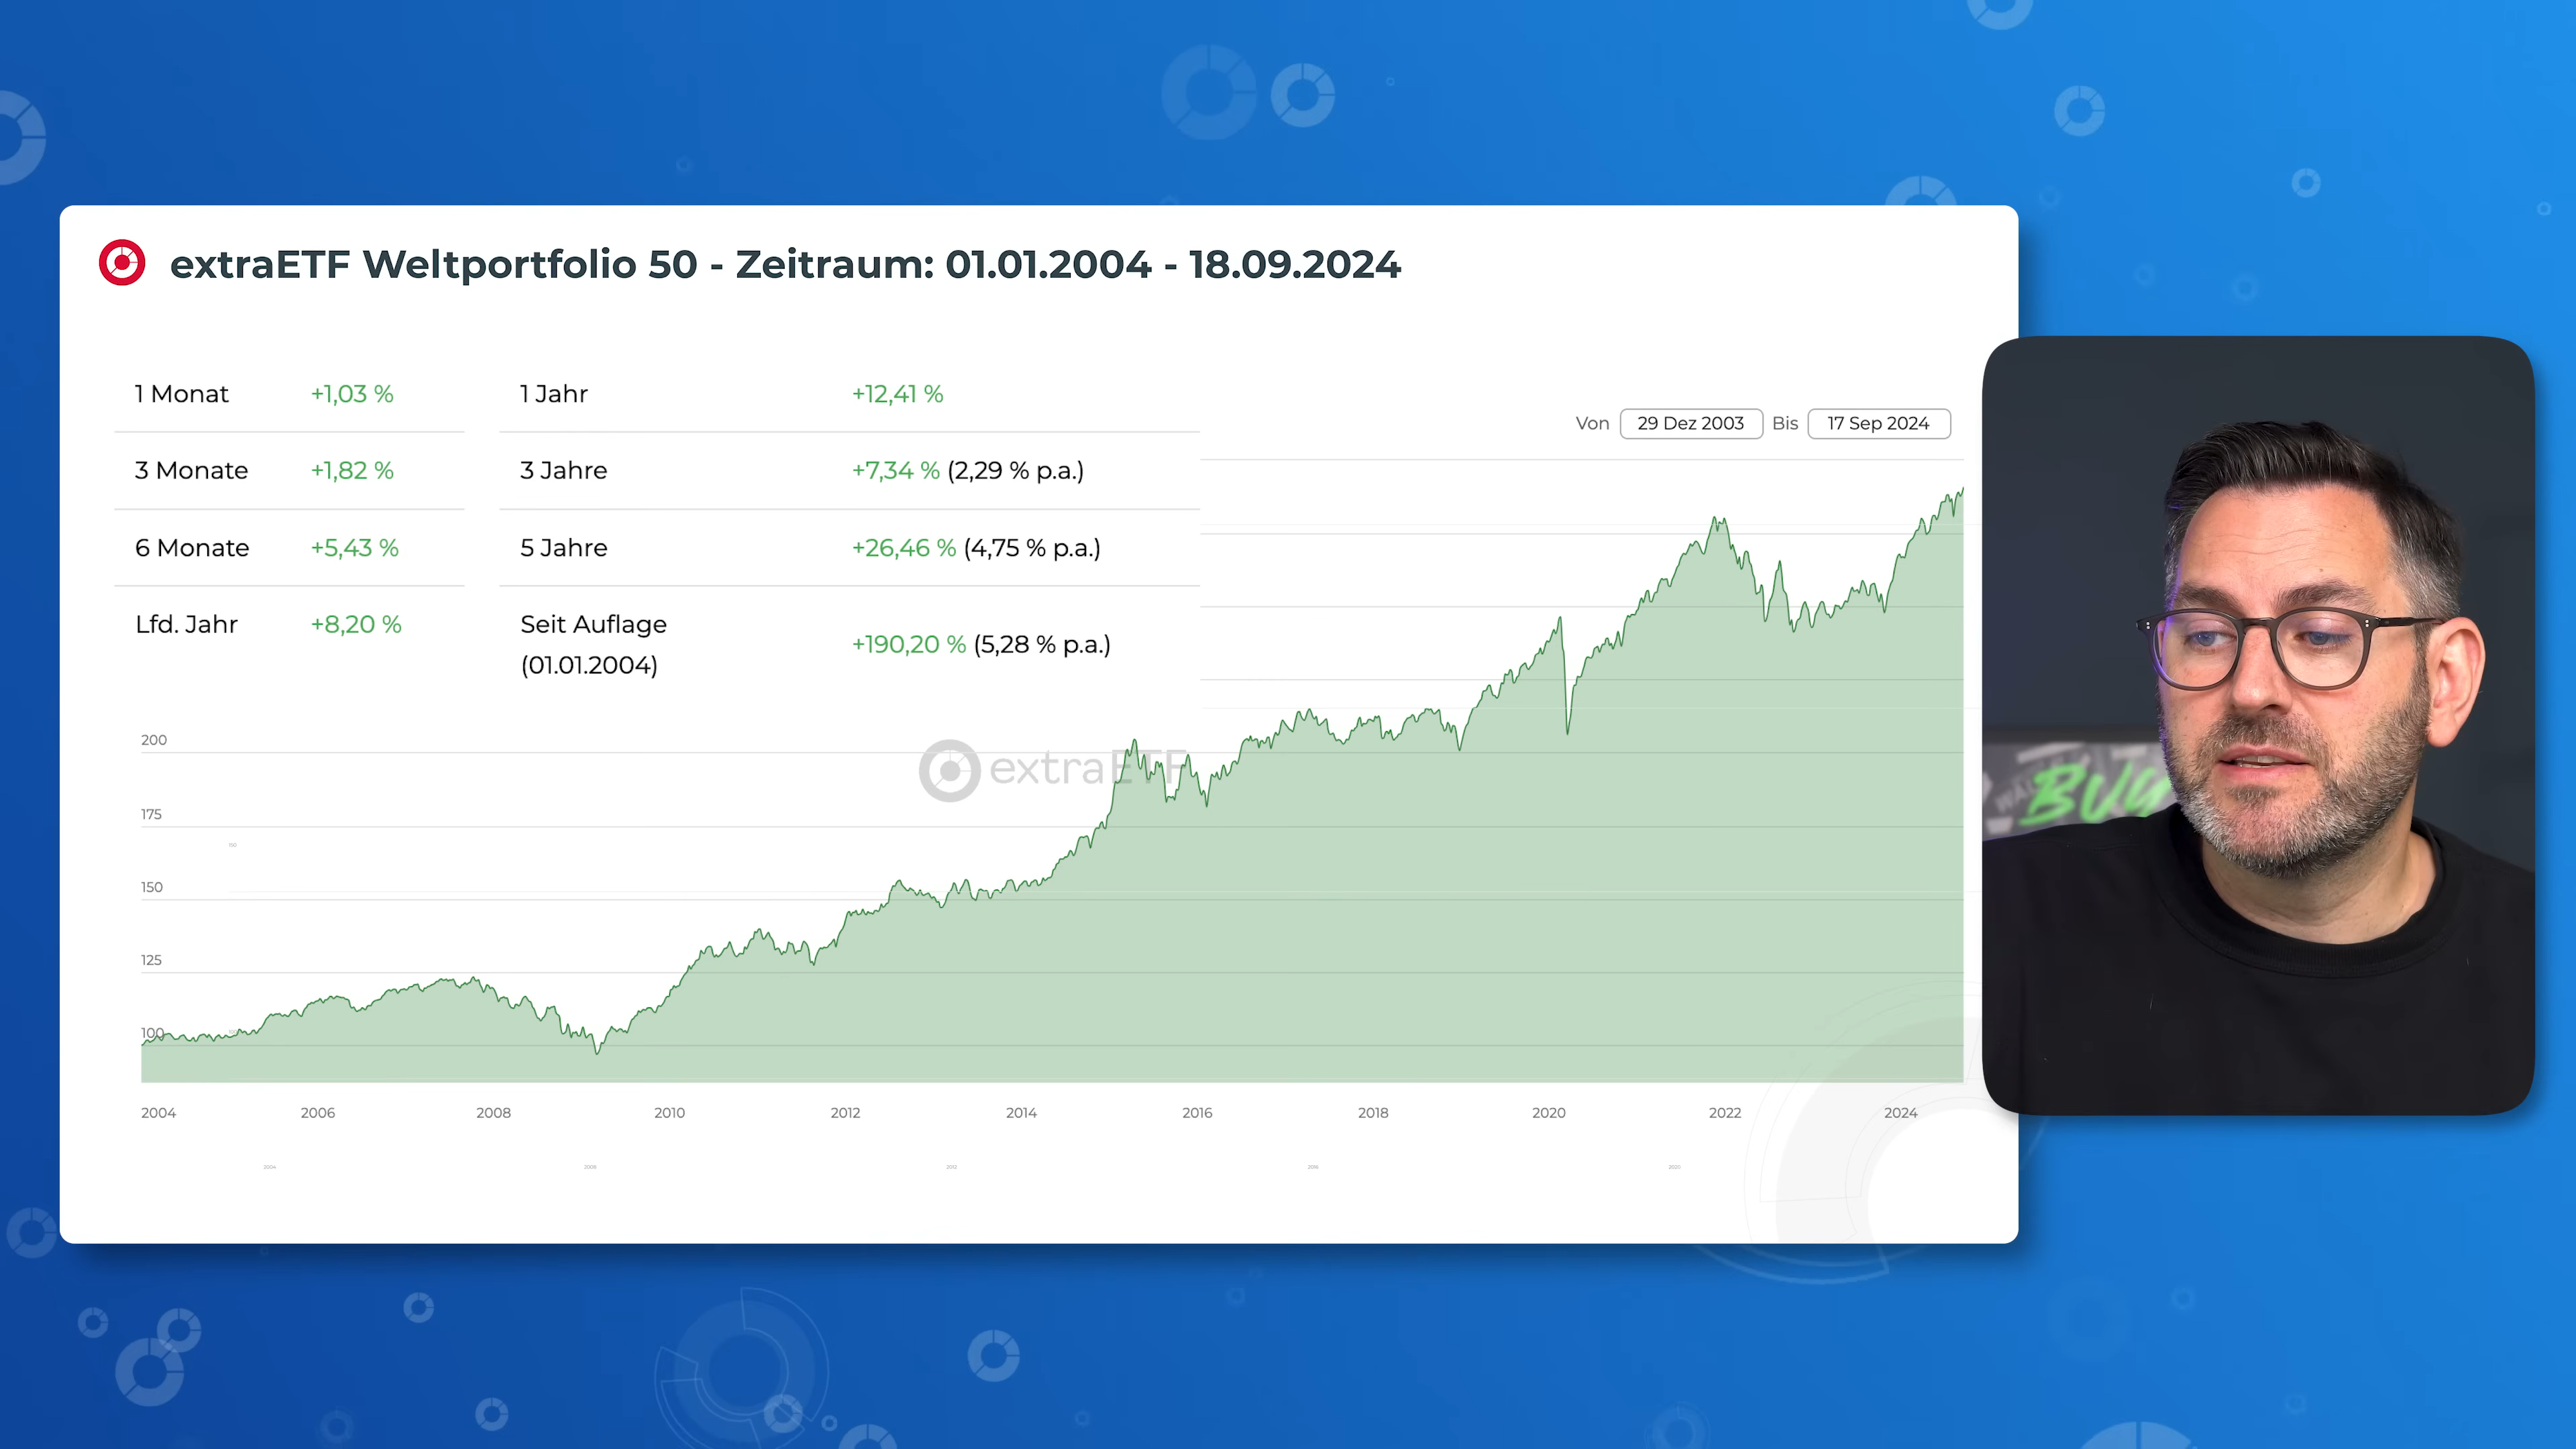 extraETF Weltportfolio 50 - Zeitraum: 01.01.2004 - 18.09.2024
1 Monat +1,03 % 1 Jahr +12,41 %
Von 29 Dez 2003 Bis 17 Sep 2024
3 Monate +1,82 % 3 Jahre +7,34 % (2,29 % p.a.)
6 Monate +5,43 % 5 Jahre +26,46 % (4,75 % p.a.)
Lfd. Jahr +8,20 % Seit Auflage
(01.01.2004) +190,20 % (5,28 % p.a.)
200
extraETF
175
150
125
100
2004 2006 2008 2010 2012 2014 2016 2018 2020 2022 2024